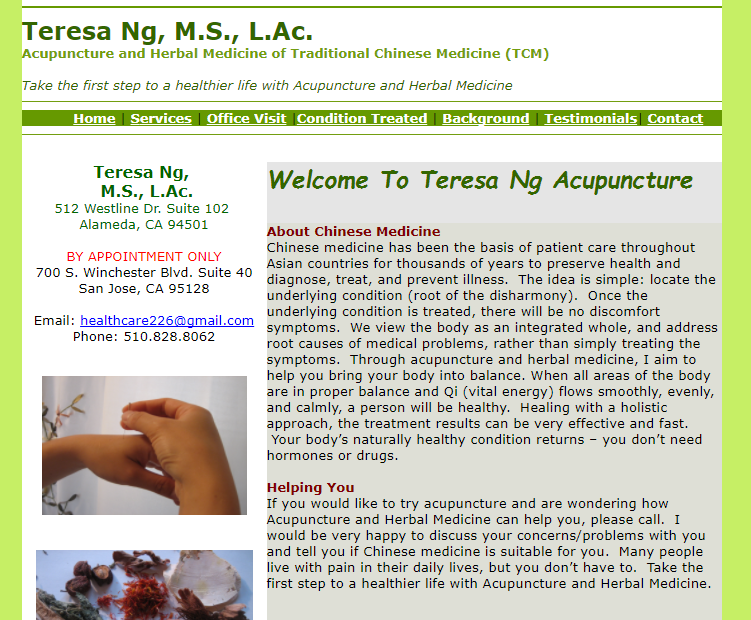 Teresa Ng, M.S., L.Ac.
Acupuncture and Herbal Medicine of Traditional Chinese Medicine (TCM)
Take the first step to a healthier life with Acupuncture and Herbal Medicine
Home | Services | Office Visit |Condition Treated | Background | Testimonials| Contact
Teresa Ng,
M.S., L.Ac.
512 Westline Dr. Suite 102
Alameda, CA 94501
BY APPOINTMENT ONLY
700 S. Winchester Blvd. Suite 40
San Jose, CA 95128
Email: healthcare226@gmail.com
Phone: 510.828.8062
Welcome To Teresa Ng Acupuncture
About Chinese Medicine
Chinese medicine has been the basis of patient care throughout
Asian countries for thousands of years to preserve health and
diagnose, treat, and prevent illness.  The idea is simple: locate the
underlying condition (root of the disharmony).  Once the
underlying condition is treated, there will be no discomfort
symptoms.  We view the body as an integrated whole, and address
root causes of medical problems, rather than simply treating the
symptoms.  Through acupuncture and herbal medicine, I aim to
help you bring your body into balance. When all areas of the body
are in proper balance and Qi (vital energy) flows smoothly, evenly,
and calmly, a person will be healthy.  Healing with a holistic
approach, the treatment results can be very effective and fast.
Your body’s naturally healthy condition returns – you don’t need
hormones or drugs.
Helping You
If you would like to try acupuncture and are wondering how
Acupuncture and Herbal Medicine can help you, please call.  I
would be very happy to discuss your concerns/problems with you
and tell you if Chinese medicine is suitable for you.  Many people
live with pain in their daily lives, but you don’t have to.  Take the
first step to a healthier life with Acupuncture and Herbal Medicine.